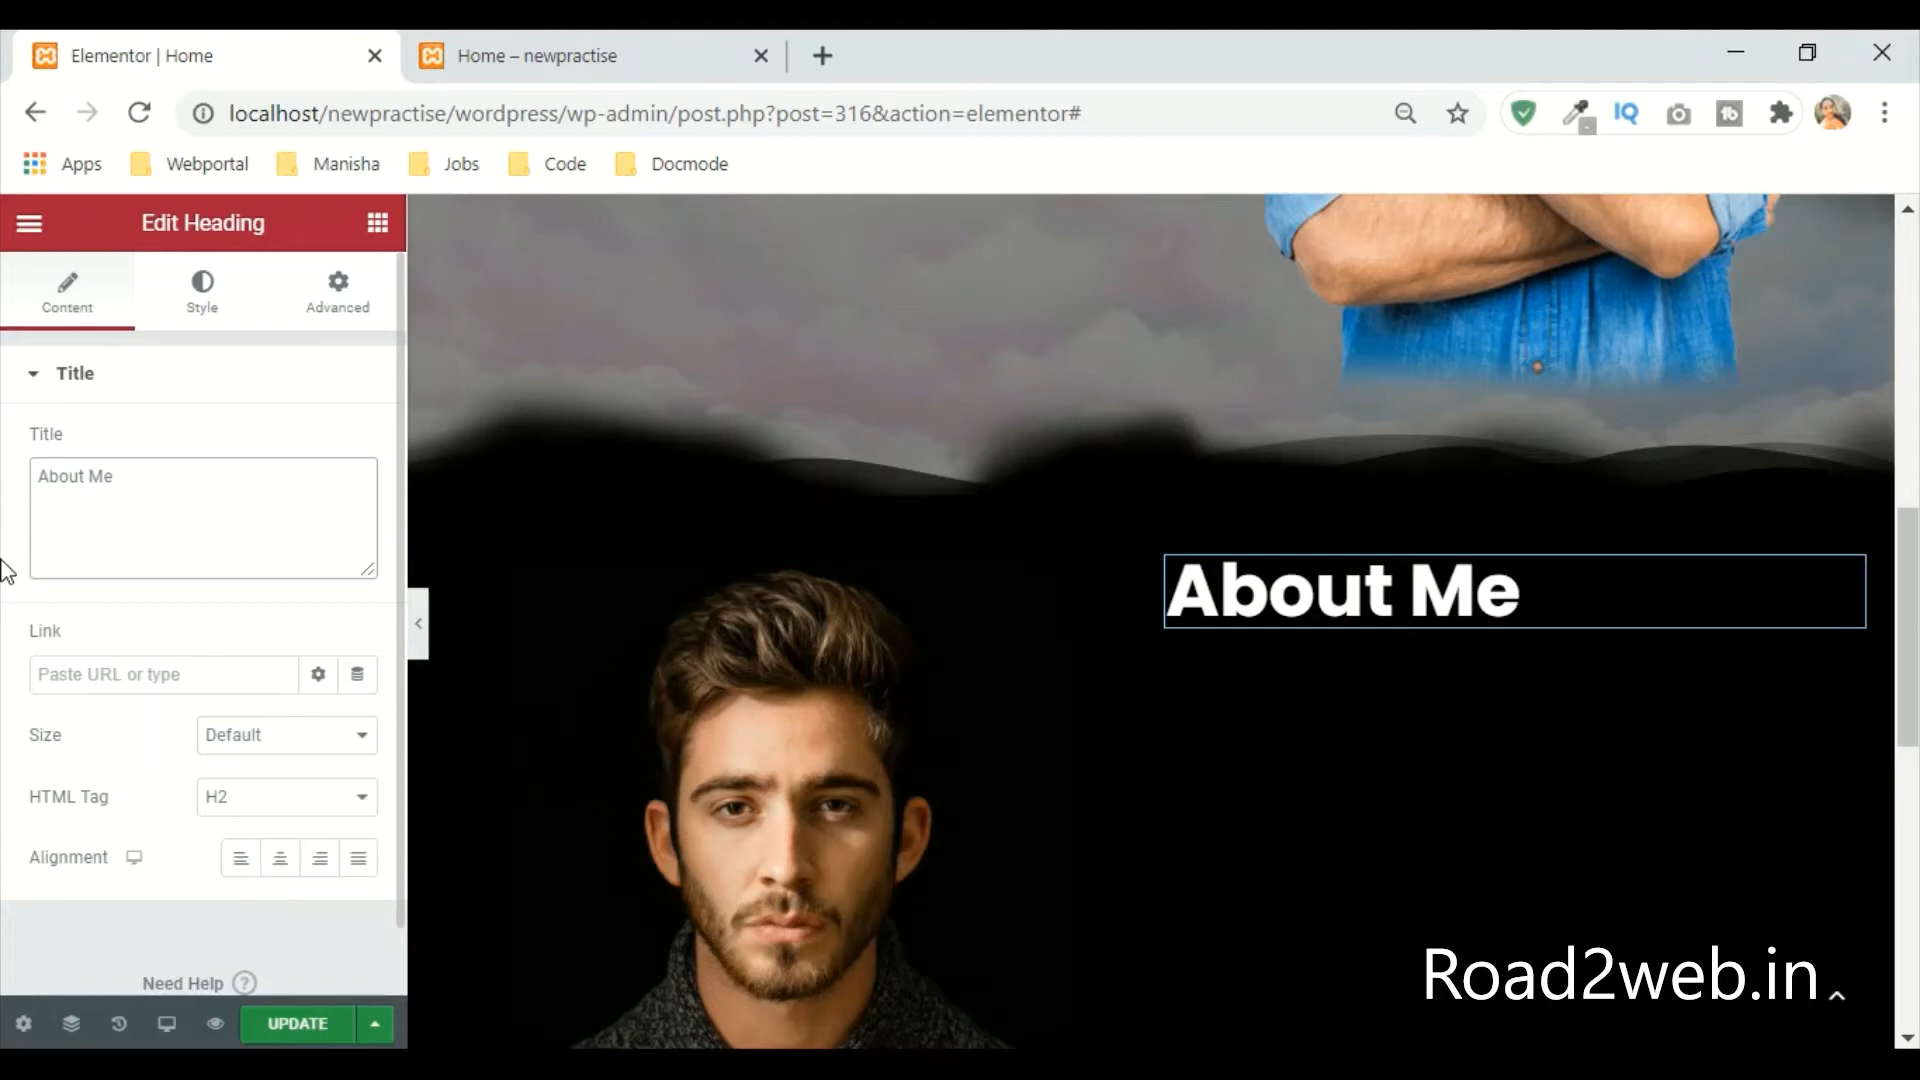 Elementor | Home
Home – newpractise
localhost/newpractise/wordpress/wp-admin/post.php?post=316&action=elementor#
IQ
tb
Apps
Webportal
Manisha
Jobs
Code
Docmode
Edit Heading
Content
Style
Advanced
Title
Title
About Me
Link
Paste URL or type
Size
Default
HTML Tag
H2
Alignment
Need Help ?
UPDATE
About Me
Road2web.in